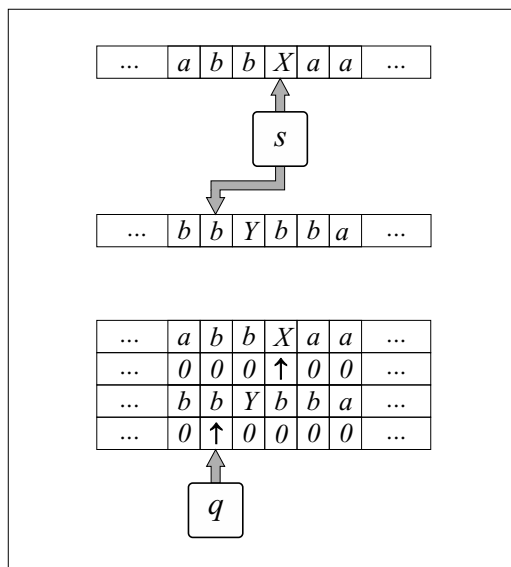 ... a b b X a a ...
s
... b b Y b b a ...
... a b b X a a ...
... 0 0 0 ↑ 0 0 ...
... b b Y b b a ...
... 0 ↑ 0 0 0 0 ...
q